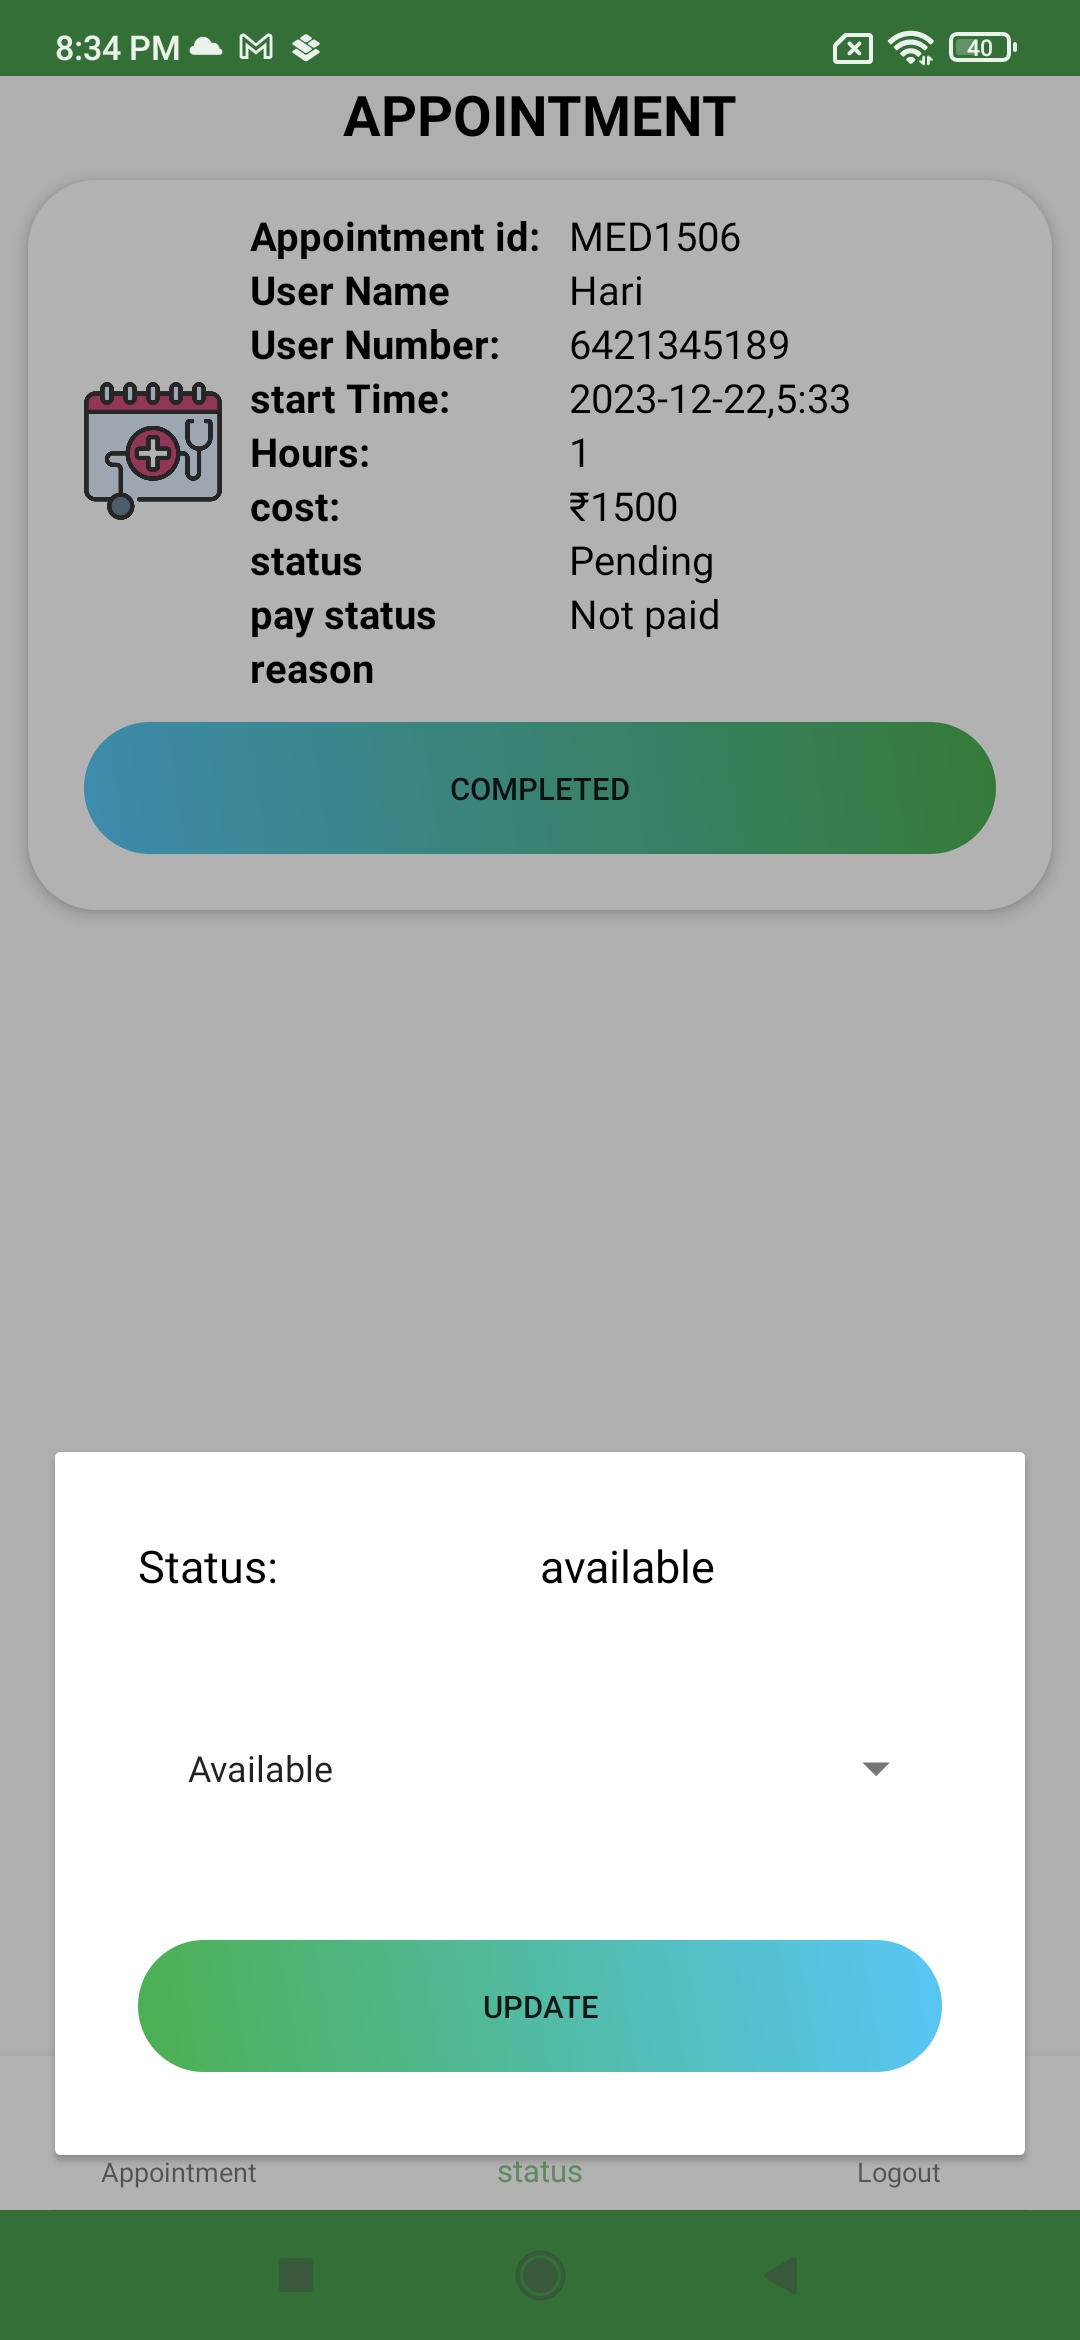 8:34 PM
40
APPOINTMENT
Appointment id: MED1506
User Name Hari
User Number: 6421345189
start Time: 2023-12-22,5:33
Hours: 1
cost: ₹1500
status Pending
pay status Not paid
reason
COMPLETED
Status: available
Available
UPDATE
Appointment status Logout